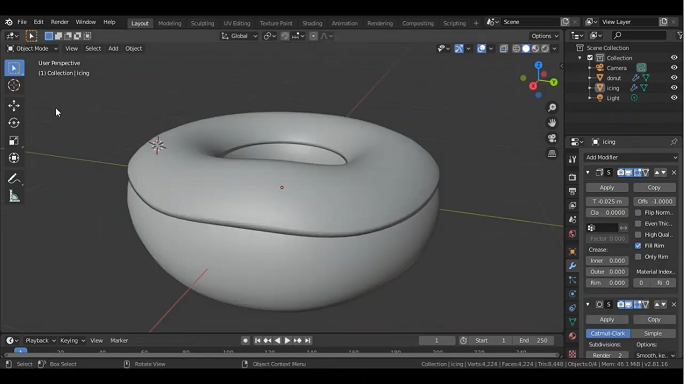 File Edit Render Window Help Layout Modeling Sculpting UV Editing Texture Paint Shading Animation Rendering Compositing Scripting Scene View Layer
Global Options
Object Mode View Select Add Object
User Perspective
(1) Collection | icing
Scene Collection
Collection
Camera
donut
icing
Light
icing
Add Modifier
S
Apply Copy
T -0.025 m Offs -1.0000
Cla 0.0000 Flip Norm..
Even Thic
High Qual..
Factor 0.000 Fill Rim
Crease: Only Rim
Inner 0.000 Material Index..
Outer 0.000
Rim 0.000 0 Ri 0
Apply Copy
Catmull-Clark Simple
Subdivisions: Options:
Render 2 Smooth, ke..
Playback Keying View Marker 1 Start 1 End 250
Select Box Select Rotate View Object Context Menu Collection | icing | Verts:4,224 | Faces:4,224 | Tris:8,448 | Objects:0/4 | Mem: 46.1 MiB | v2.81.16